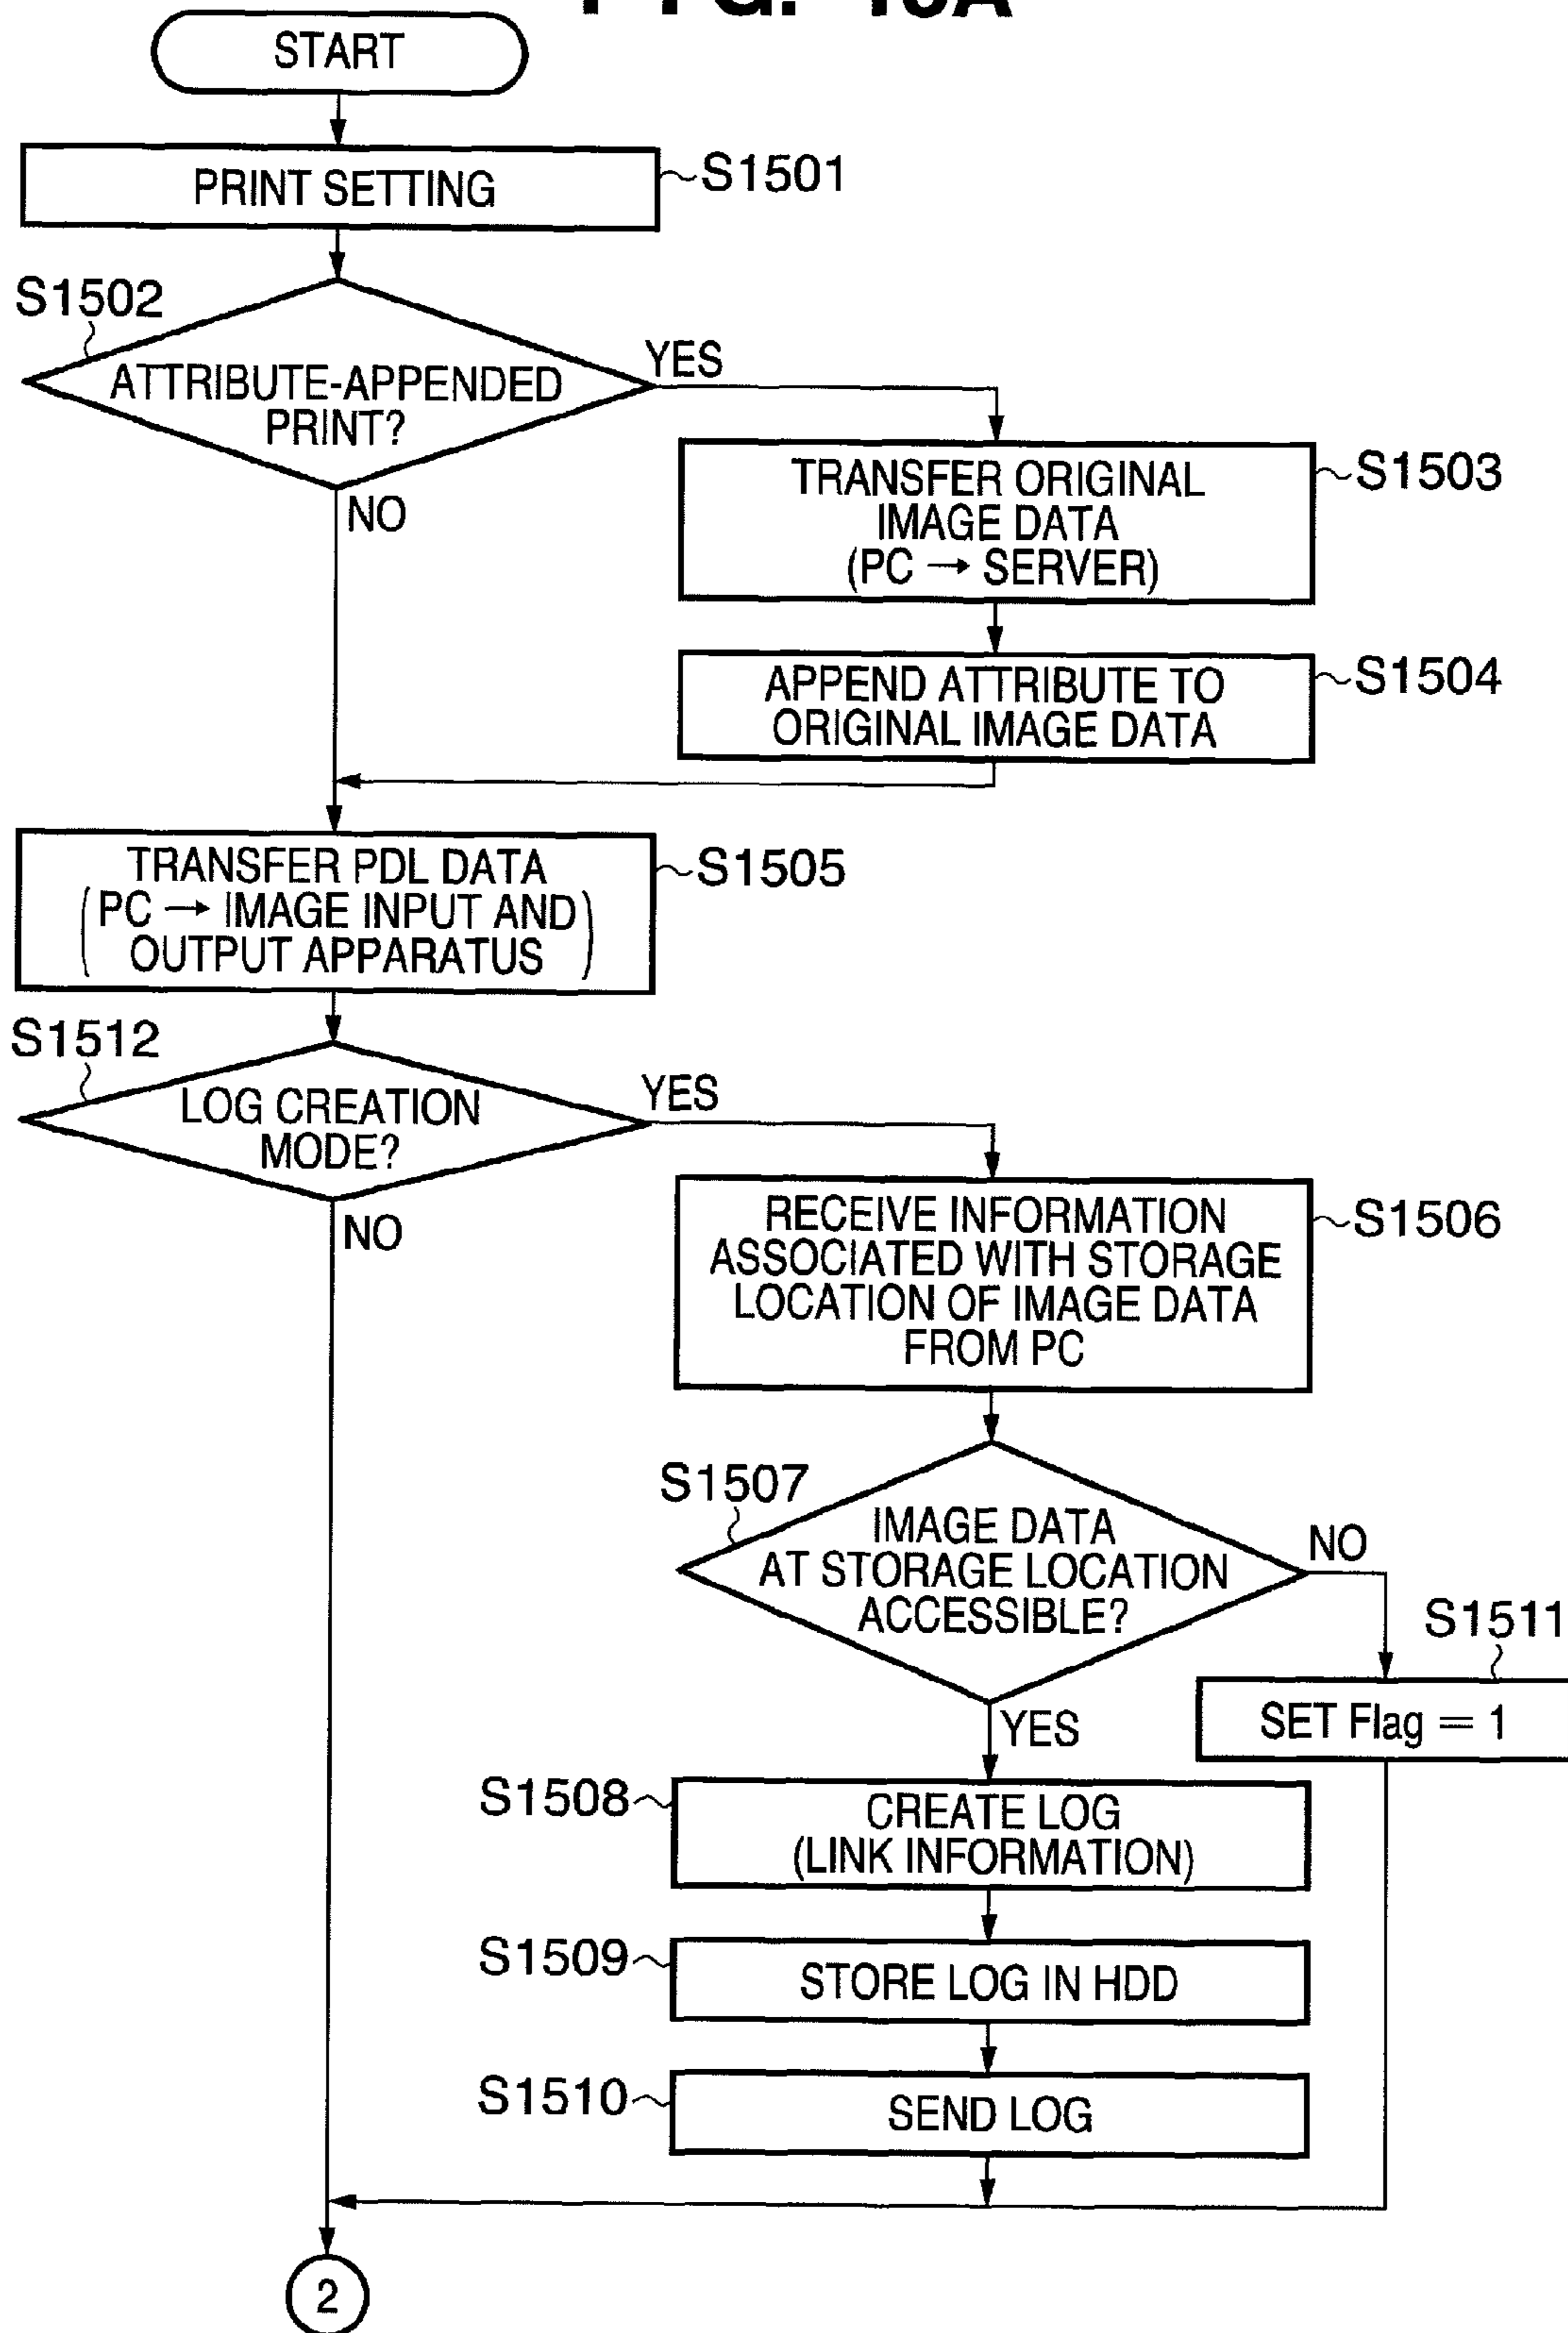 FIG. 15A
START
PRINT SETTING
S1501
S1502
ATTRIBUTE-APPENDED
PRINT?
YES
NO
TRANSFER ORIGINAL
IMAGE DATA
(PC → SERVER)
S1503
APPEND ATTRIBUTE TO
ORIGINAL IMAGE DATA
S1504
TRANSFER PDL DATA
(PC → IMAGE INPUT AND
OUTPUT APPARATUS)
S1505
S1512
LOG CREATION
MODE?
YES
NO
RECEIVE INFORMATION
ASSOCIATED WITH STORAGE
LOCATION OF IMAGE DATA
FROM PC
S1506
S1507
IMAGE DATA
AT STORAGE LOCATION
ACCESSIBLE?
NO
YES
S1511
SET Flag = 1
S1508
CREATE LOG
(LINK INFORMATION)
S1509
STORE LOG IN HDD
S1510
SEND LOG
2